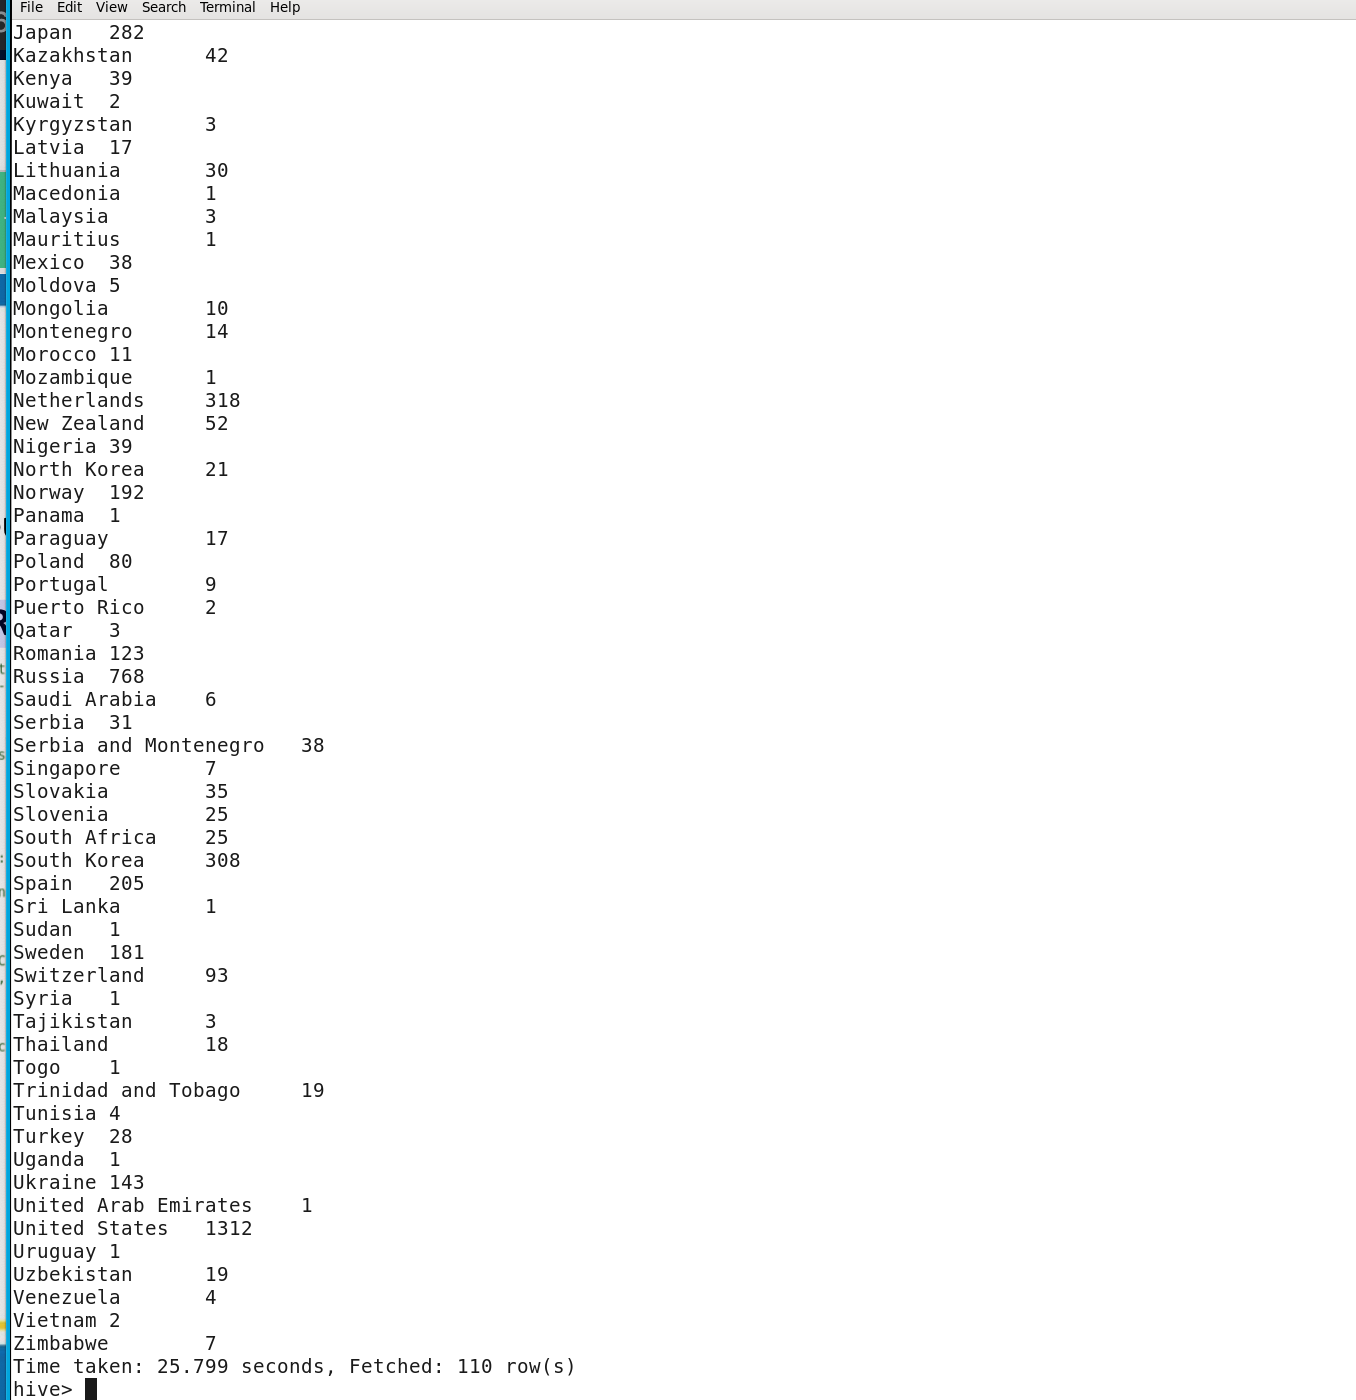 File Edit View Search Terminal Help
Japan 282
Kazakhstan 42
Kenya 39
Kuwait 2
Kyrgyzstan 3
Latvia 17
Lithuania 30
Macedonia 1
Malaysia 3
Mauritius 1
Mexico 38
Moldova 5
Mongolia 10
Montenegro 14
Morocco 11
Mozambique 1
Netherlands 318
New Zealand 52
Nigeria 39
North Korea 21
Norway 192
Panama 1
Paraguay 17
Poland 80
Portugal 9
Puerto Rico 2
Qatar 3
Romania 123
Russia 768
Saudi Arabia 6
Serbia 31
Serbia and Montenegro 38
Singapore 7
Slovakia 35
Slovenia 25
South Africa 25
South Korea 308
Spain 205
Sri Lanka 1
Sudan 1
Sweden 181
Switzerland 93
Syria 1
Tajikistan 3
Thailand 18
Togo 1
Trinidad and Tobago 19
Tunisia 4
Turkey 28
Uganda 1
Ukraine 143
United Arab Emirates 1
United States 1312
Uruguay 1
Uzbekistan 19
Venezuela 4
Vietnam 2
Zimbabwe 7
Time taken: 25.799 seconds, Fetched: 110 row(s)
hive>